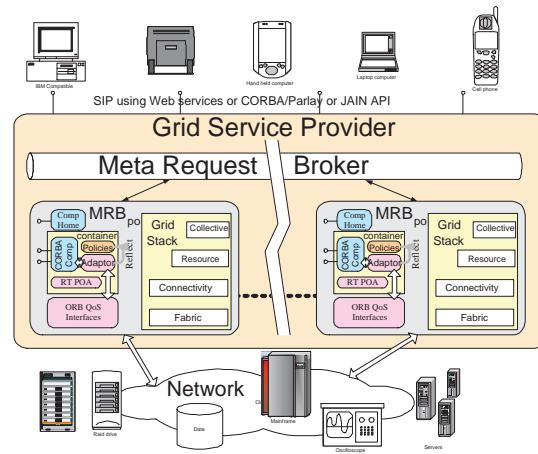 IBM Compatible
Hand held computer
Laptop computer
Cell phone
SIP using Web services or CORBA/Parlay or JAIN API
Grid Service Provider
Meta Request Broker
MRB
Comp
Home
container
Policies
CORBA
Comp
Adaptor
Reflect
RT POA
ORB QoS
Interfaces
po
Grid
Stack
Collective
Resource
Connectivity
Fabric
MRB
Comp
Home
container
Policies
CORBA
Adaptor
Reflect
RT POA
ORB QoS
Interfaces
po
Grid
Stack
Collective
Resource
Connectivity
Fabric
Network
Raid drive
Data
Mainframe
Oscilloscope
Servers